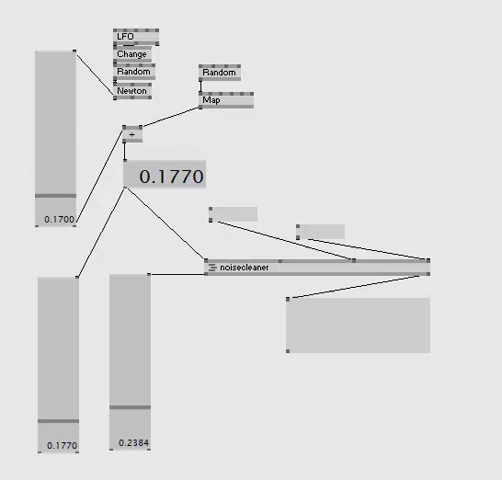 LFO
Change
Random
Newton
Random
Map
+
0.1770
0.1700
noisecleaner
0.1770
0.2384